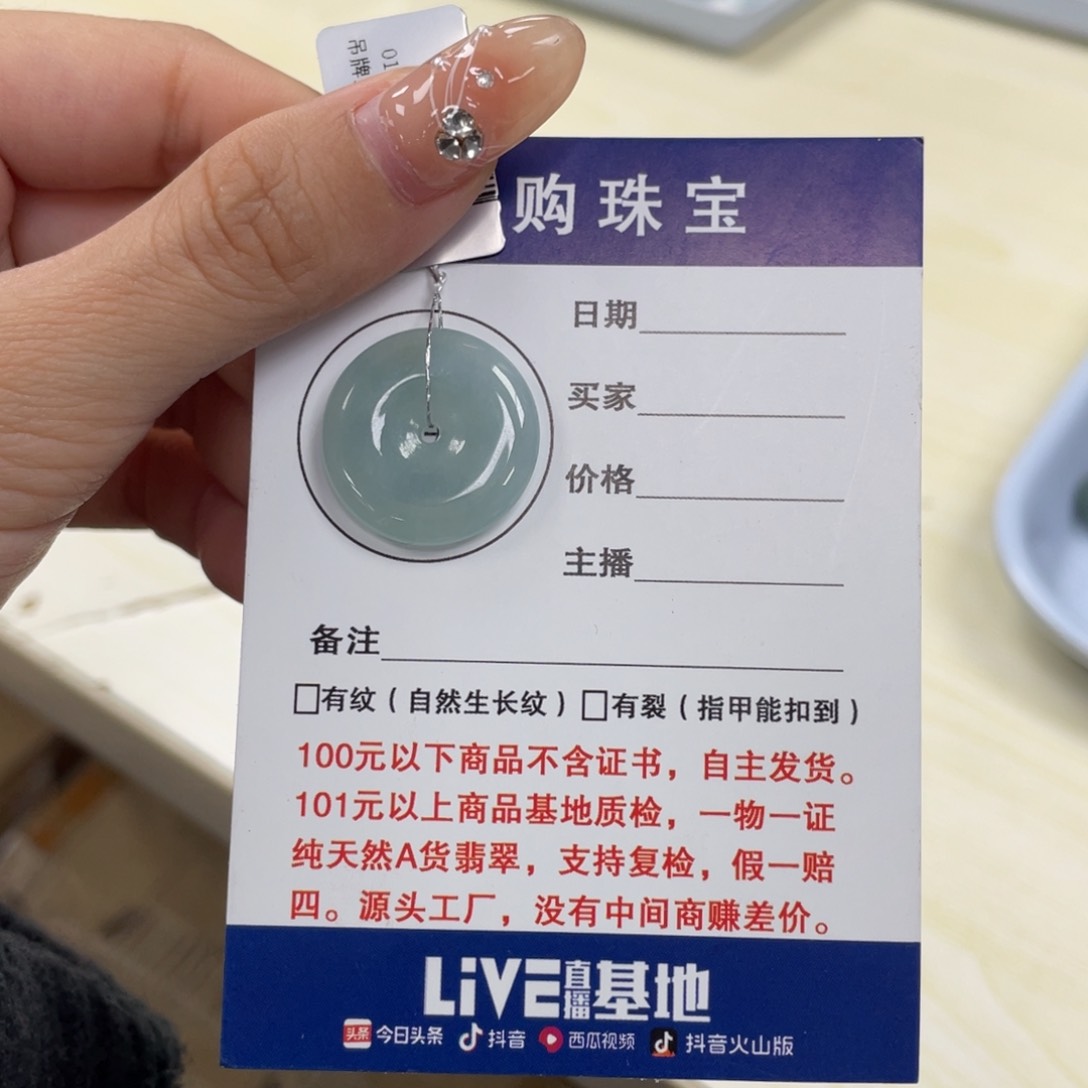 01
吊牌
购珠宝
日期
买家
价格
主播
备注
有纹（自然生长纹）有裂（指甲能扣到）
100元以下商品不含证书，自主发货。
101元以上商品基地质检，一物一证
纯天然A货翡翠，支持复检，假一赔
四。源头工厂，没有中间商赚差价。
LiVE直播基地
头条 今日头条 抖音 西瓜视频 抖音火山版